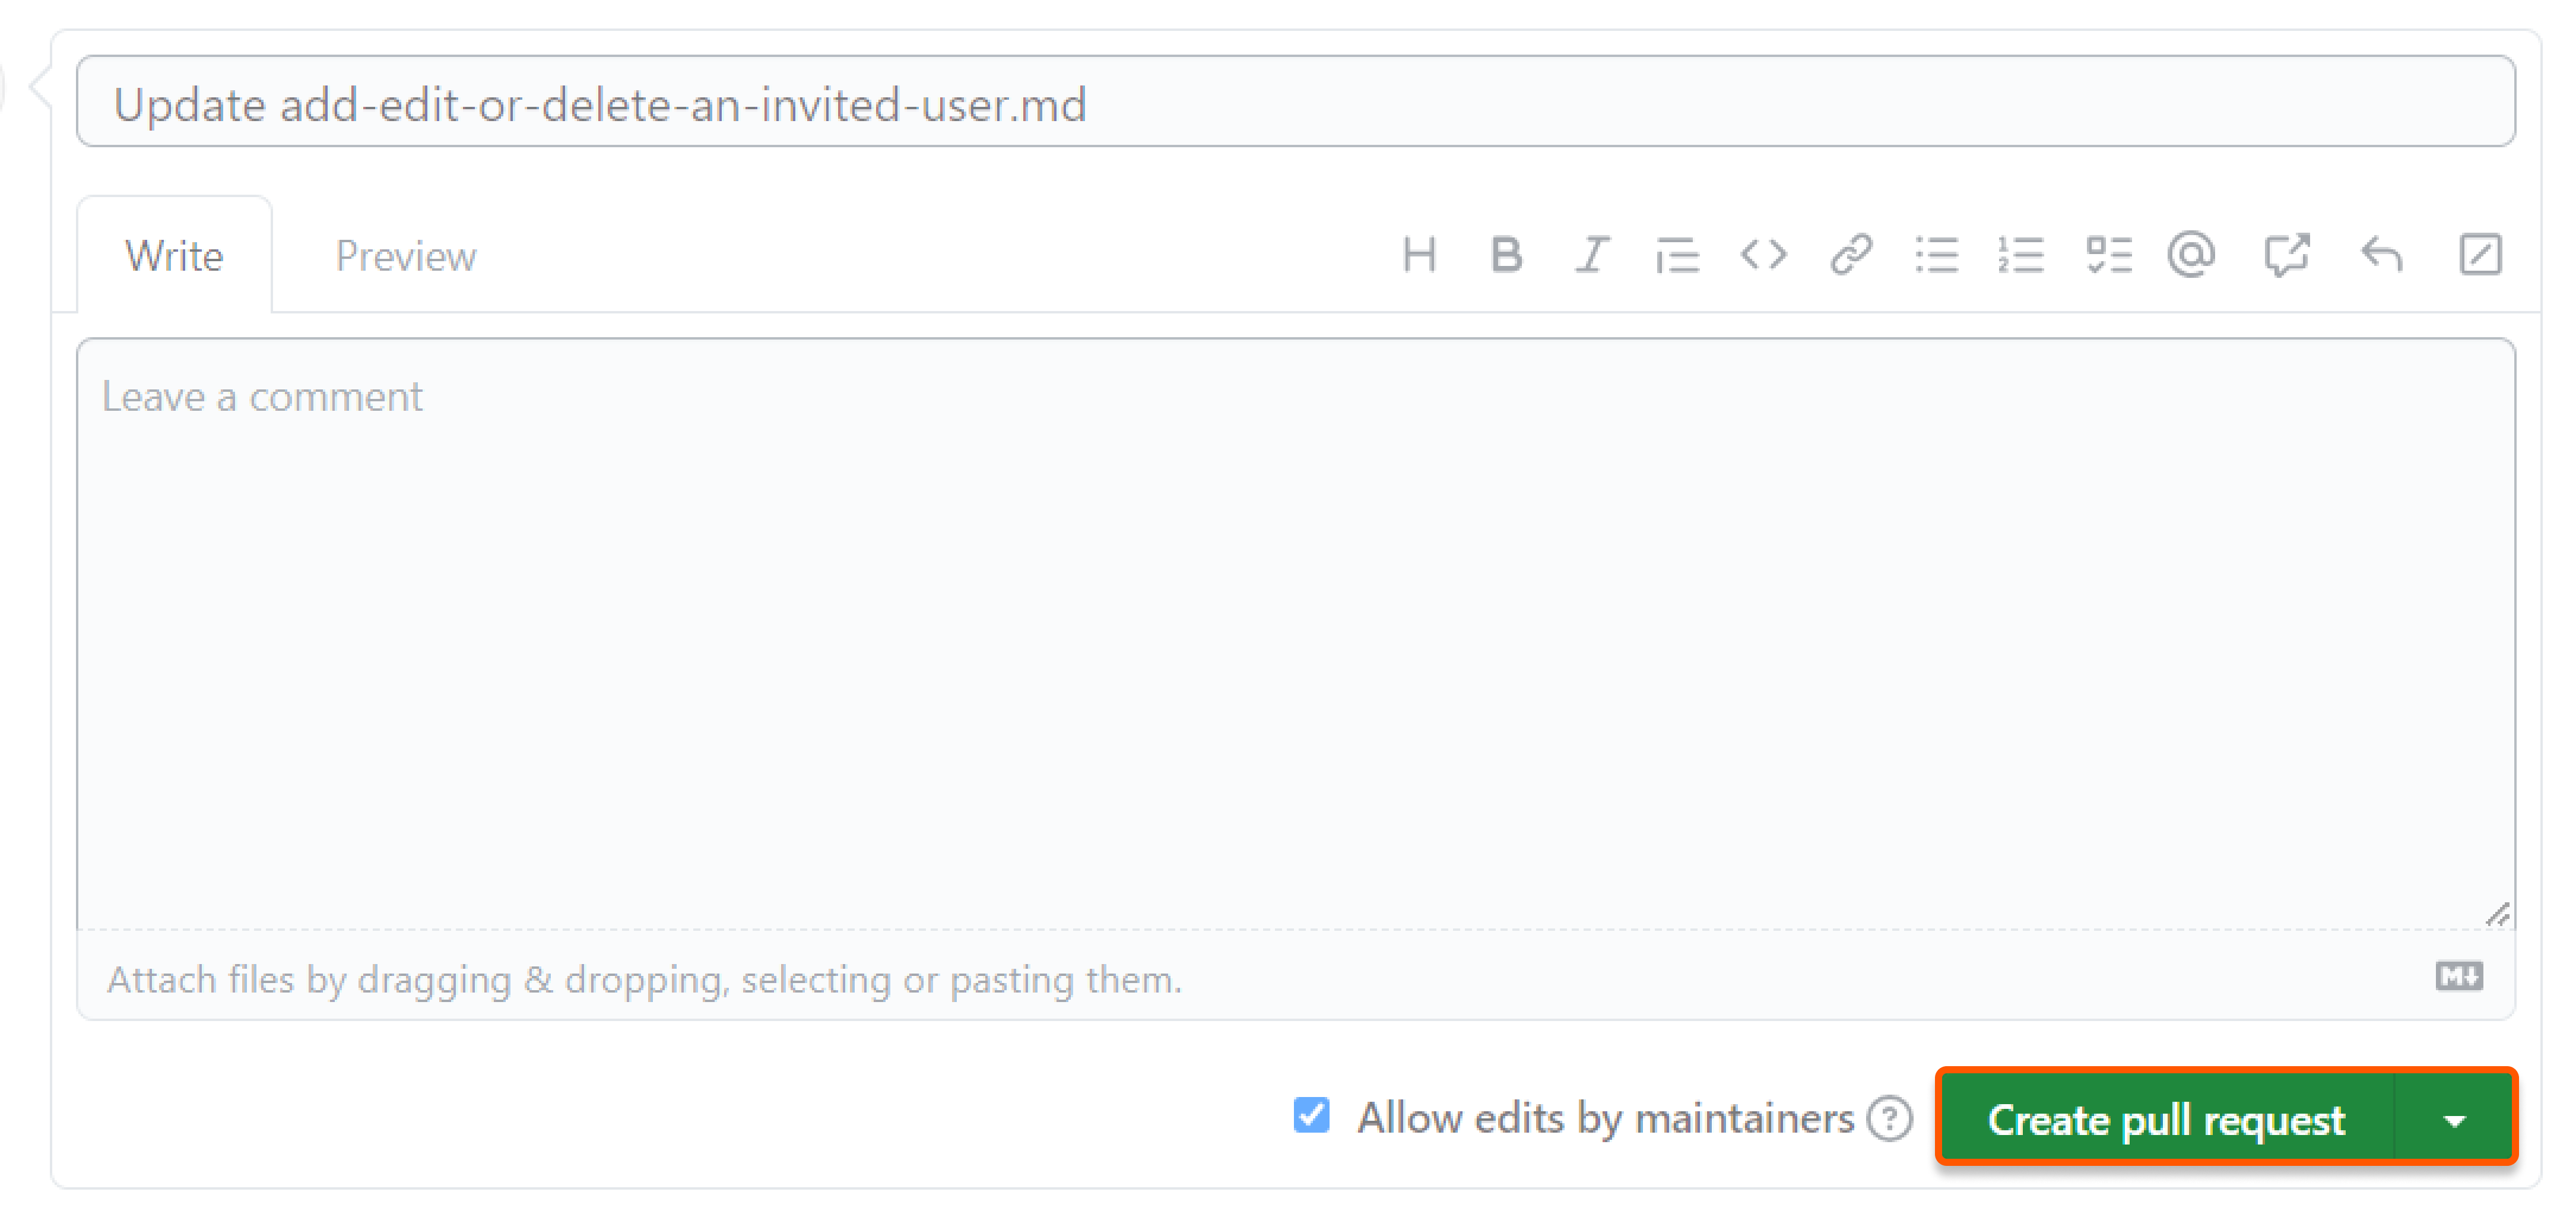 Update add-edit-or-delete-an-invited-user.md
Write Preview
Leave a comment
Attach files by dragging & dropping, selecting or pasting them.
Allow edits by maintainers Create pull request